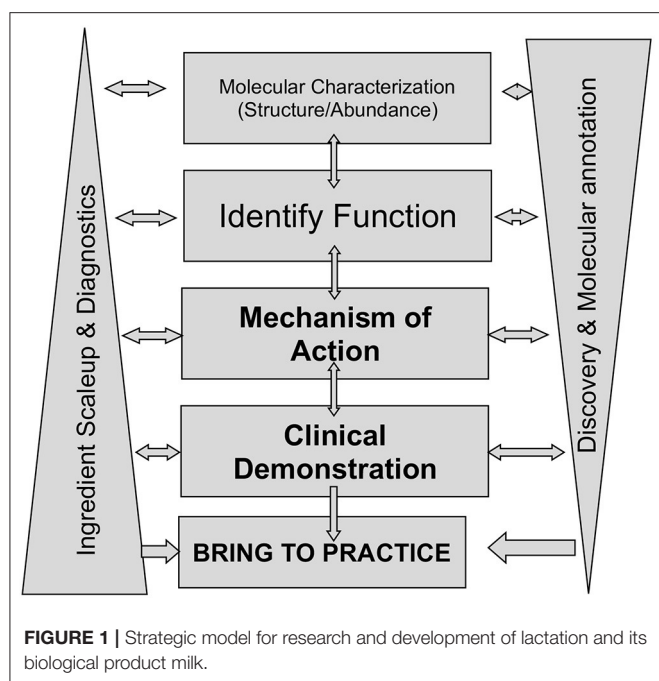 Molecular Characterization
(Structure/Abundance)
Identify Function
Mechanism of
Action
Clinical
Demonstration
BRING TO PRACTICE
Ingredient Scaleup & Diagnostics
Discovery & Molecular annotation
FIGURE 1 | Strategic model for research and development of lactation and its
biological product milk.